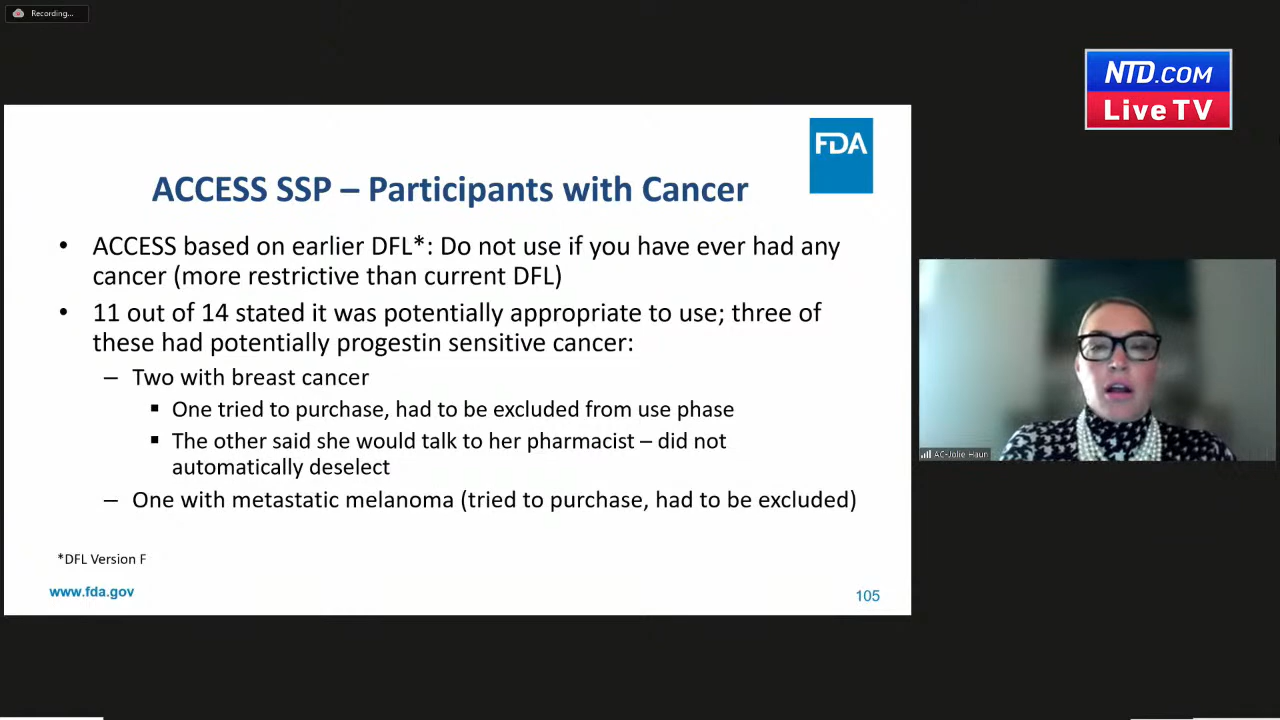 Recording...
NTD.COM
Live TV
FDA
ACCESS SSP – Participants with Cancer
• ACCESS based on earlier DFL*: Do not use if you have ever had any
cancer (more restrictive than current DFL)
• 11 out of 14 stated it was potentially appropriate to use; three of
these had potentially progestin sensitive cancer:
– Two with breast cancer
▪ One tried to purchase, had to be excluded from use phase
▪ The other said she would talk to her pharmacist – did not
automatically deselect
– One with metastatic melanoma (tried to purchase, had to be excluded)
*DFL Version F
www.fda.gov
105
AC-Jolie Haun